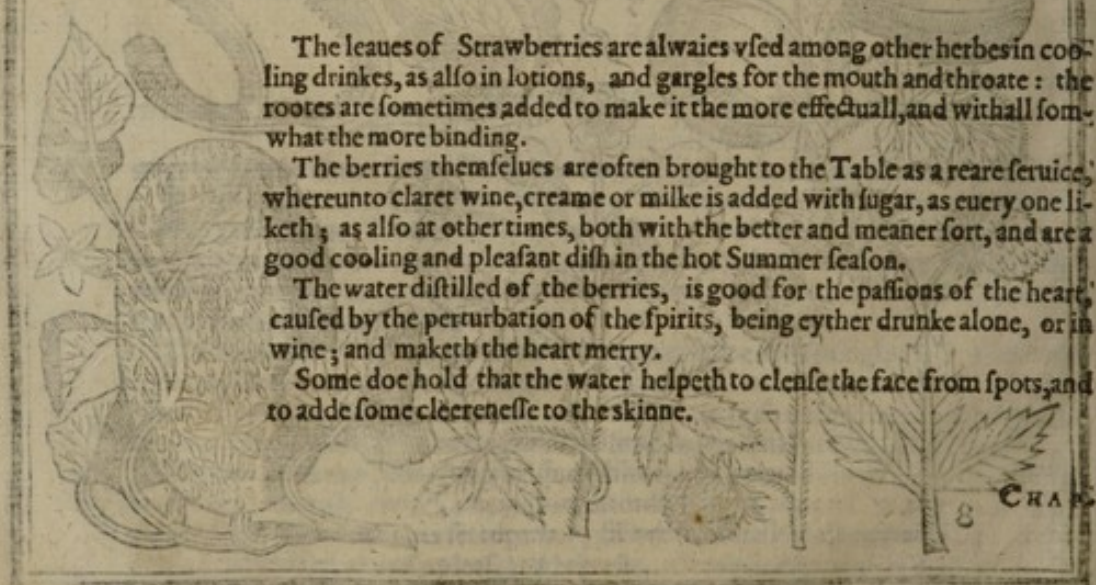 The leaues of Strawberries are alwaies vſed among other herbes in coo-
ling drinkes, as alſo in lotions, and gargles for the mouth and throate : the
rootes are ſometimes added to make it the more effectuall, and withall ſom-
what the more binding.
The berries themſelues are often brought to the Table as a reare ſeruice,
whereunto claret wine, creame or milke is added with ſugar, as euery one li-
keth ; as alſo at other times, both with the better and meaner ſort, and are a
good cooling and pleaſant diſh in the hot Summer ſeaſon.
The water diſtilled of the berries, is good for the paſſions of the heart,
cauſed by the perturbation of the ſpirits, being eyther drunke alone, or in
wine ; and maketh the heart merry.
Some doe hold that the water helpeth to clenſe the face from ſpots, and
to adde ſome cleereneſſe to the skinne.
CHA
8